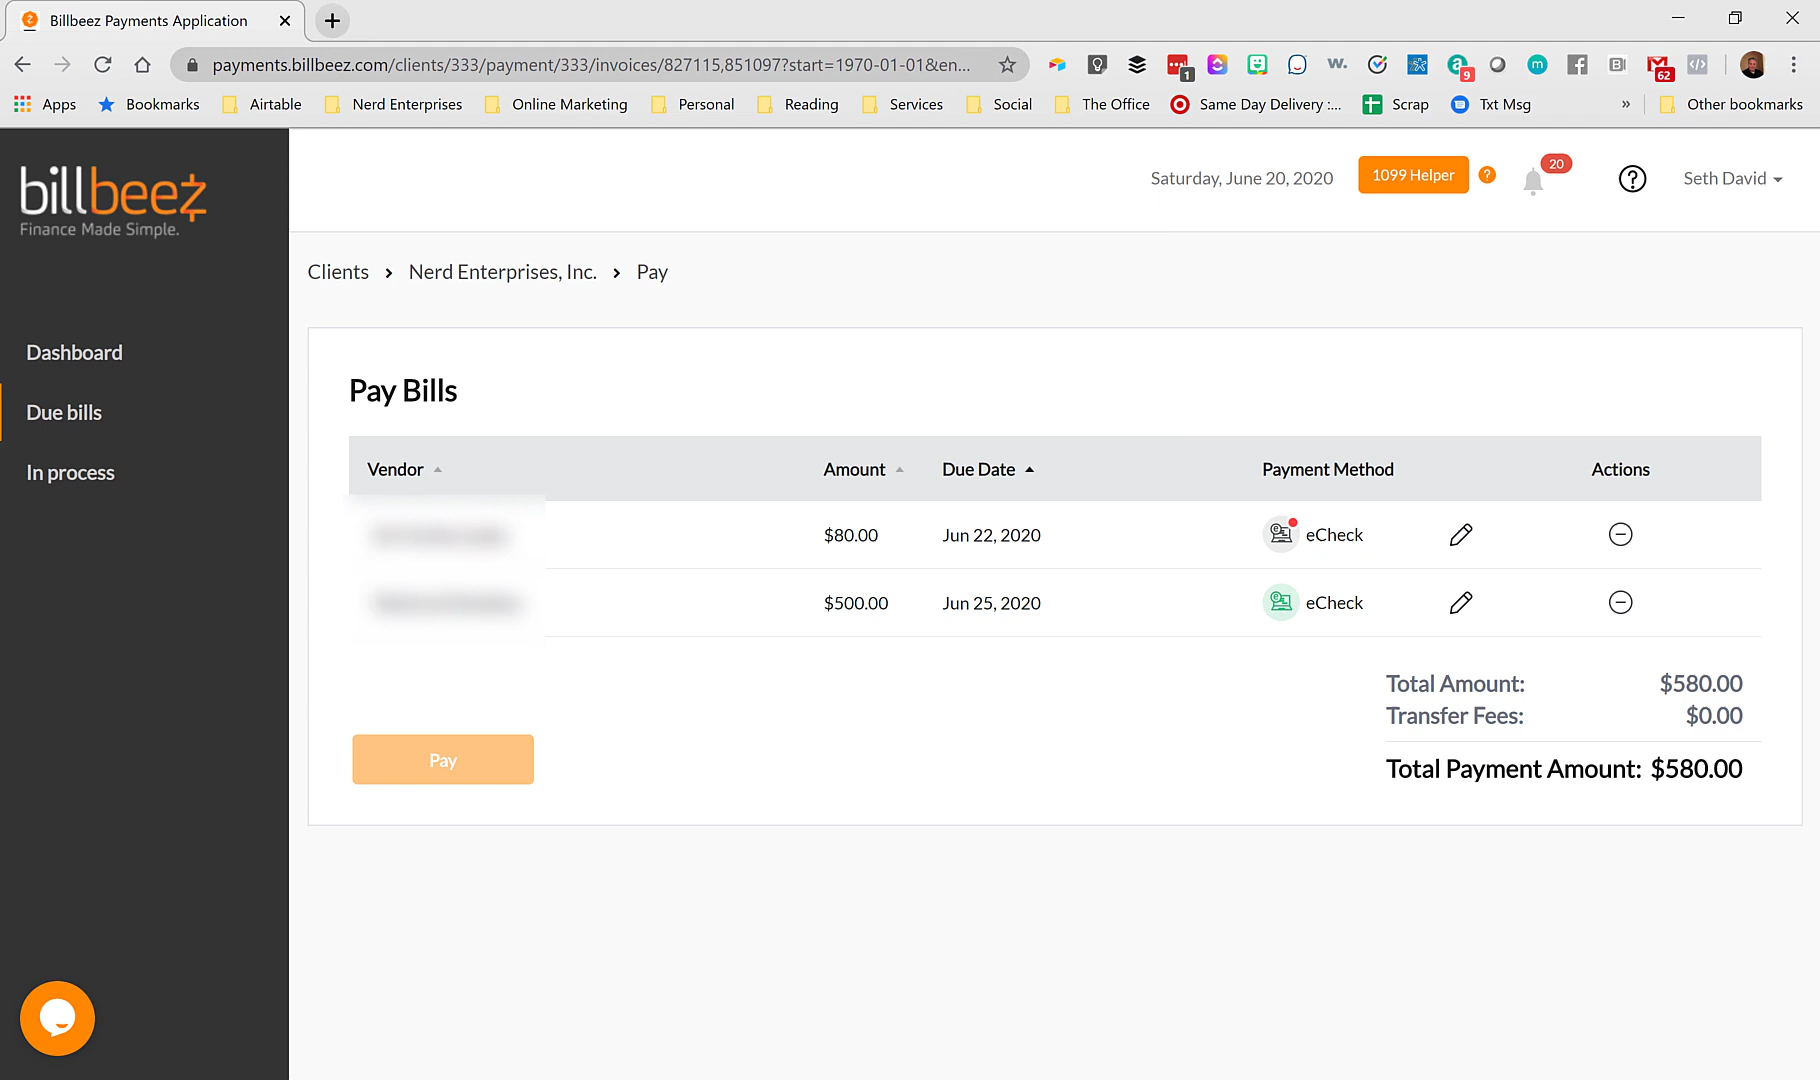 Billbeez Payments Application
payments.billbeez.com/clients/333/payment/333/invoices/827115,851097?start=1970-01-01&en...
1
9
62
Apps Bookmarks Airtable Nerd Enterprises Online Marketing Personal Reading Services Social The Office Same Day Delivery :... Scrap Txt Msg » Other bookmarks
billbeez
Finance Made Simple.
Saturday, June 20, 2020 1099 Helper ? 20 ? Seth David
Clients > Nerd Enterprises, Inc. > Pay
Dashboard
Due bills
In process
Pay Bills
Vendor Amount Due Date Payment Method Actions
$80.00 Jun 22, 2020 eCheck
$500.00 Jun 25, 2020 eCheck
Total Amount: $580.00
Transfer Fees: $0.00
Total Payment Amount: $580.00
Pay